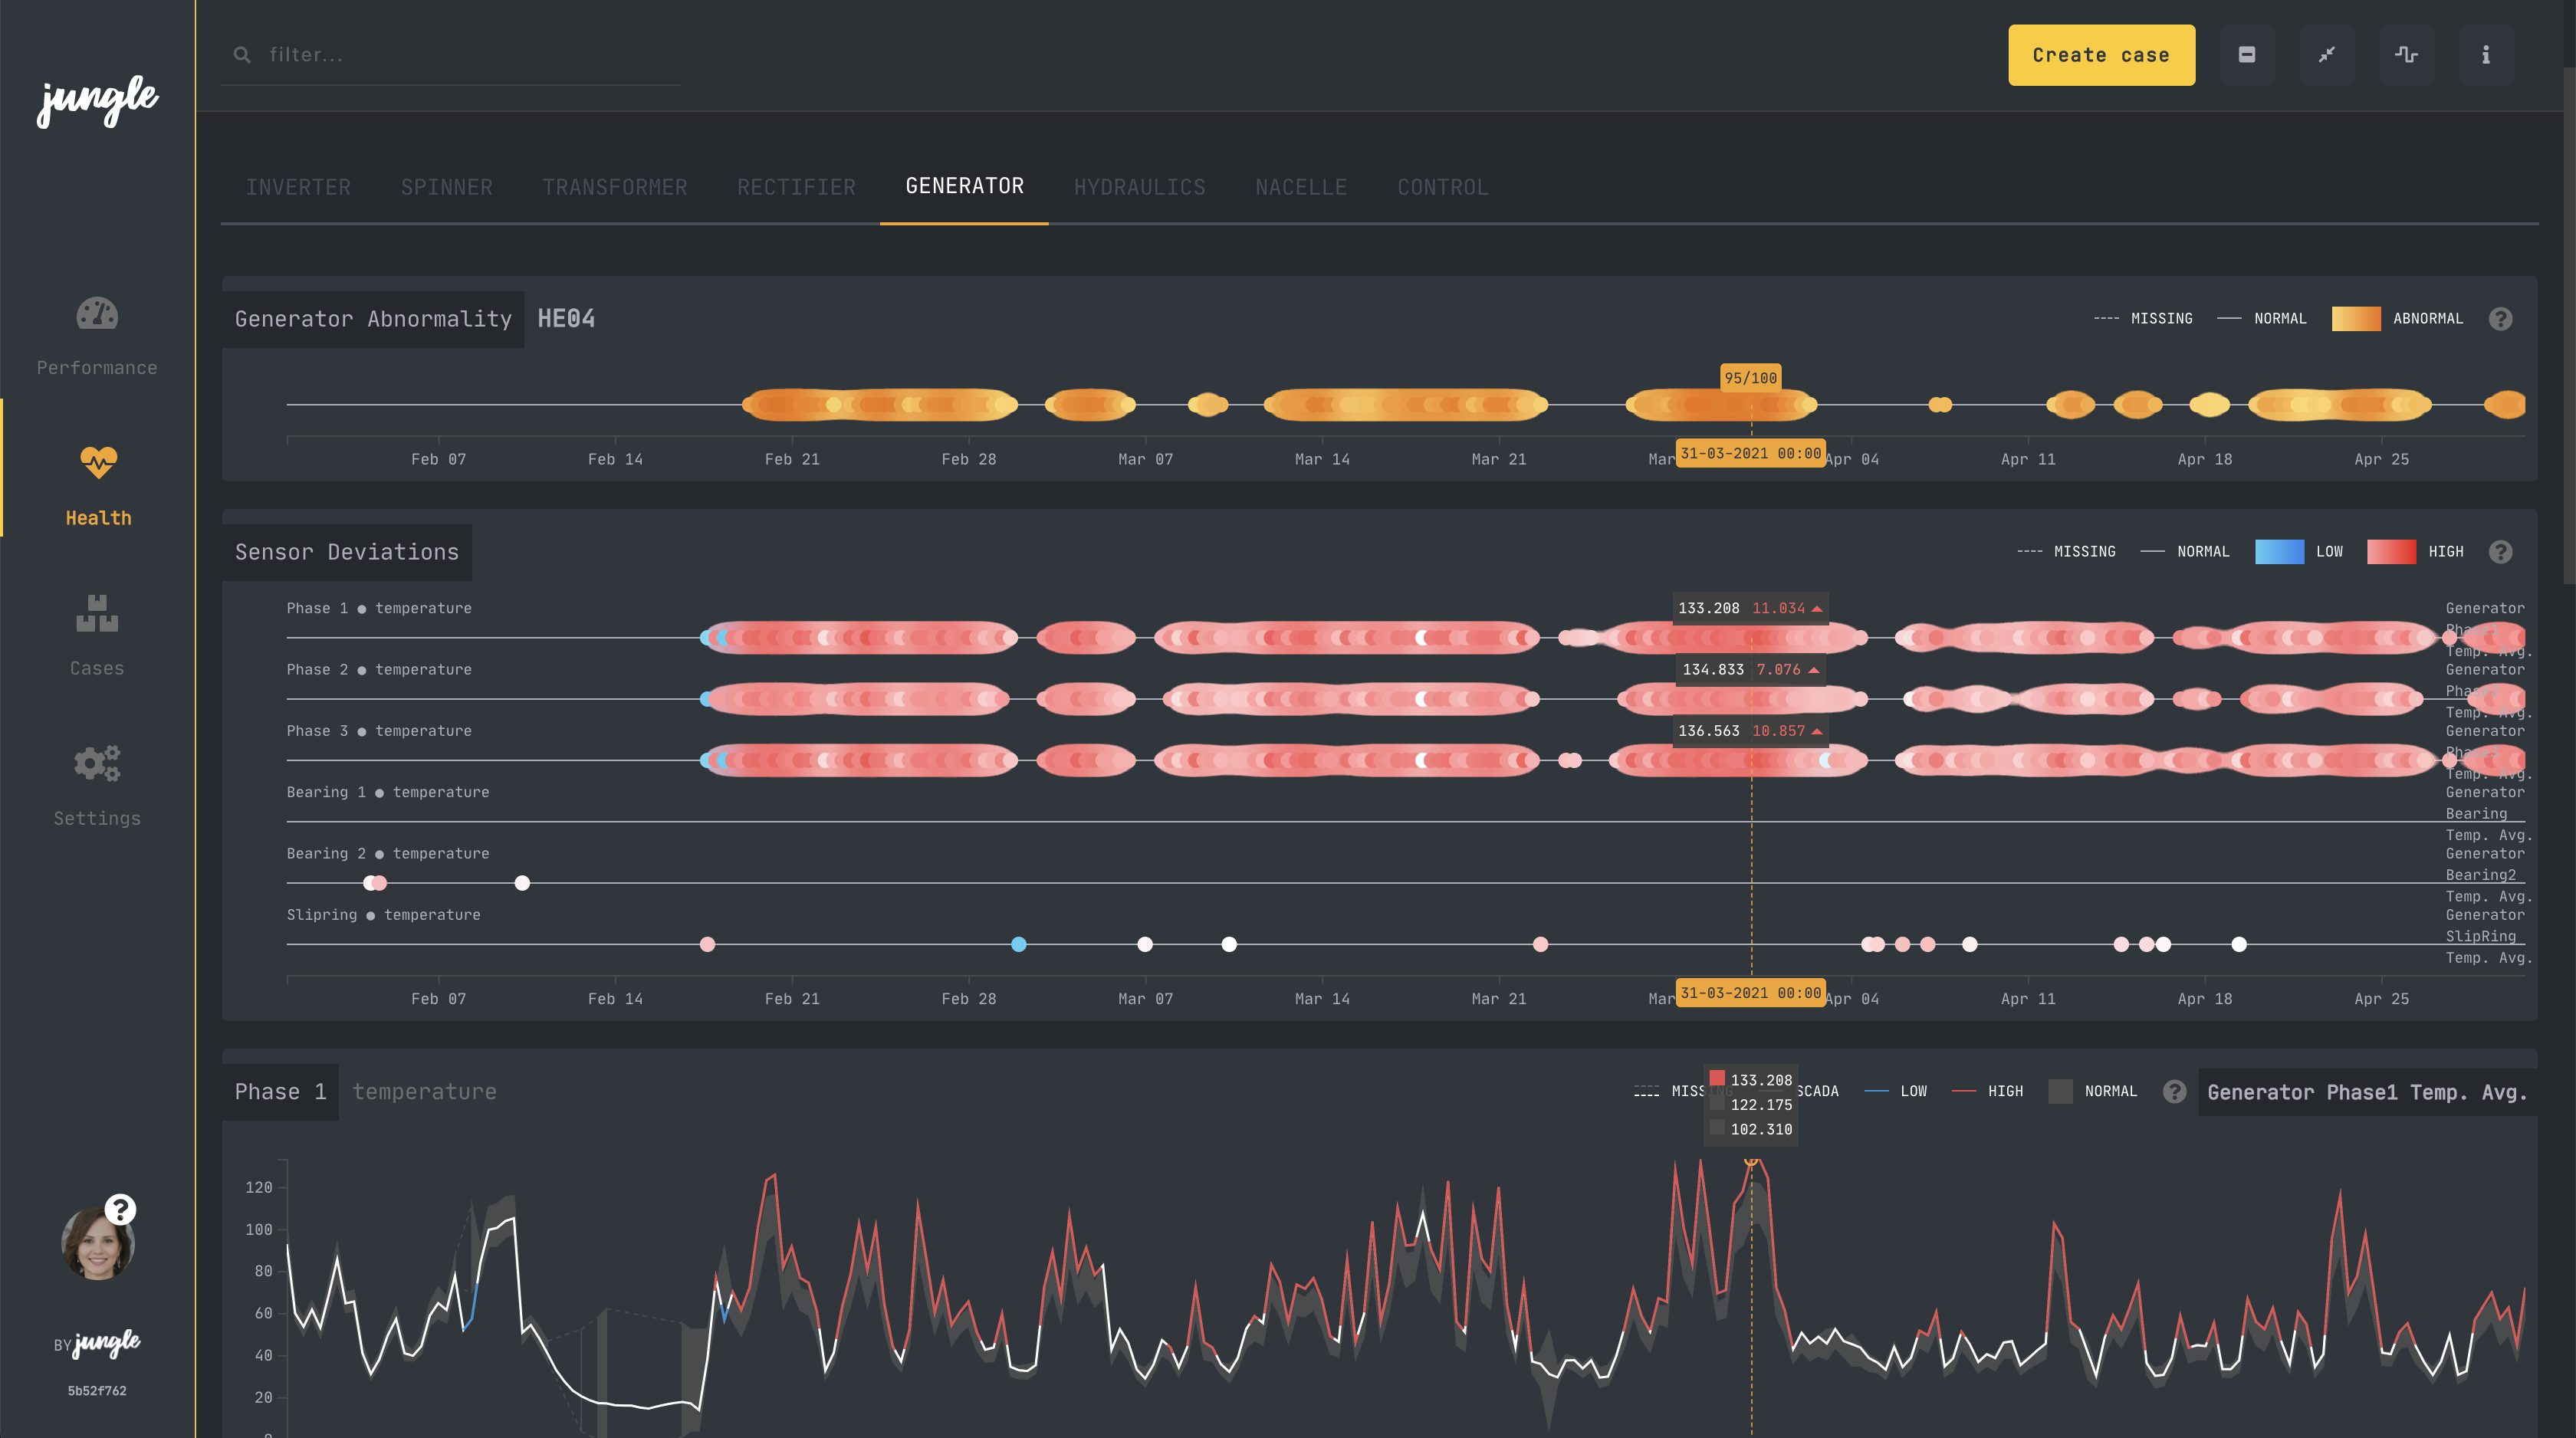 jungle
filter...
Create case
INVERTER SPINNER TRANSFORMER RECTIFIER GENERATOR HYDRAULICS NACELLE CONTROL
Performance
Health
Cases
Settings
BY jungle
5b52f762
Generator Abnormality HE04
MISSING NORMAL ABNORMAL ?
95/100
Feb 07 Feb 14 Feb 21 Feb 28 Mar 07 Mar 14 Mar 21 Mar 31-03-2021 00:00 Apr 04 Apr 11 Apr 18 Apr 25
Sensor Deviations
MISSING NORMAL LOW HIGH ?
Phase 1 ● temperature 133.208 11.034 Generator
Phase1
Temp. Avg.
Phase 2 ● temperature 134.833 7.076 Generator
Phase2
Temp. Avg.
Phase 3 ● temperature 136.563 10.857 Generator
Phase3
Temp. Avg.
Bearing 1 ● temperature Generator
Bearing
Temp. Avg.
Bearing 2 ● temperature Generator
Bearing2
Temp. Avg.
Slipring ● temperature Generator
SlipRing
Temp. Avg.
Feb 07 Feb 14 Feb 21 Feb 28 Mar 07 Mar 14 Mar 21 Mar 31-03-2021 00:00 Apr 04 Apr 11 Apr 18 Apr 25
Phase 1 temperature
MISSING SCADA LOW HIGH NORMAL ? Generator Phase1 Temp. Avg.
133.208
122.175
102.310
120
100
80
60
40
20
0